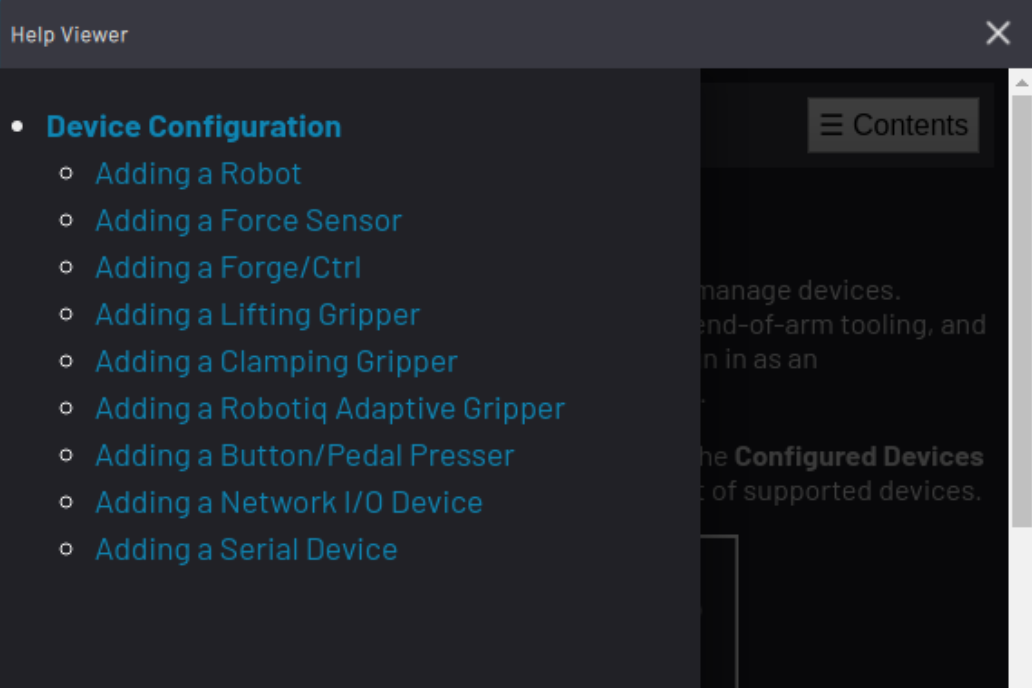 Help Viewer
Device Configuration
☰ Contents
Adding a Robot
Adding a Force Sensor
Adding a Forge/Ctrl
manage devices.
Adding a Lifting Gripper
end-of-arm tooling, and
Adding a Clamping Gripper
n in as an
Adding a Robotiq Adaptive Gripper
.
Adding a Button/Pedal Presser
he Configured Devices
Adding a Network I/O Device
t of supported devices.
Adding a Serial Device